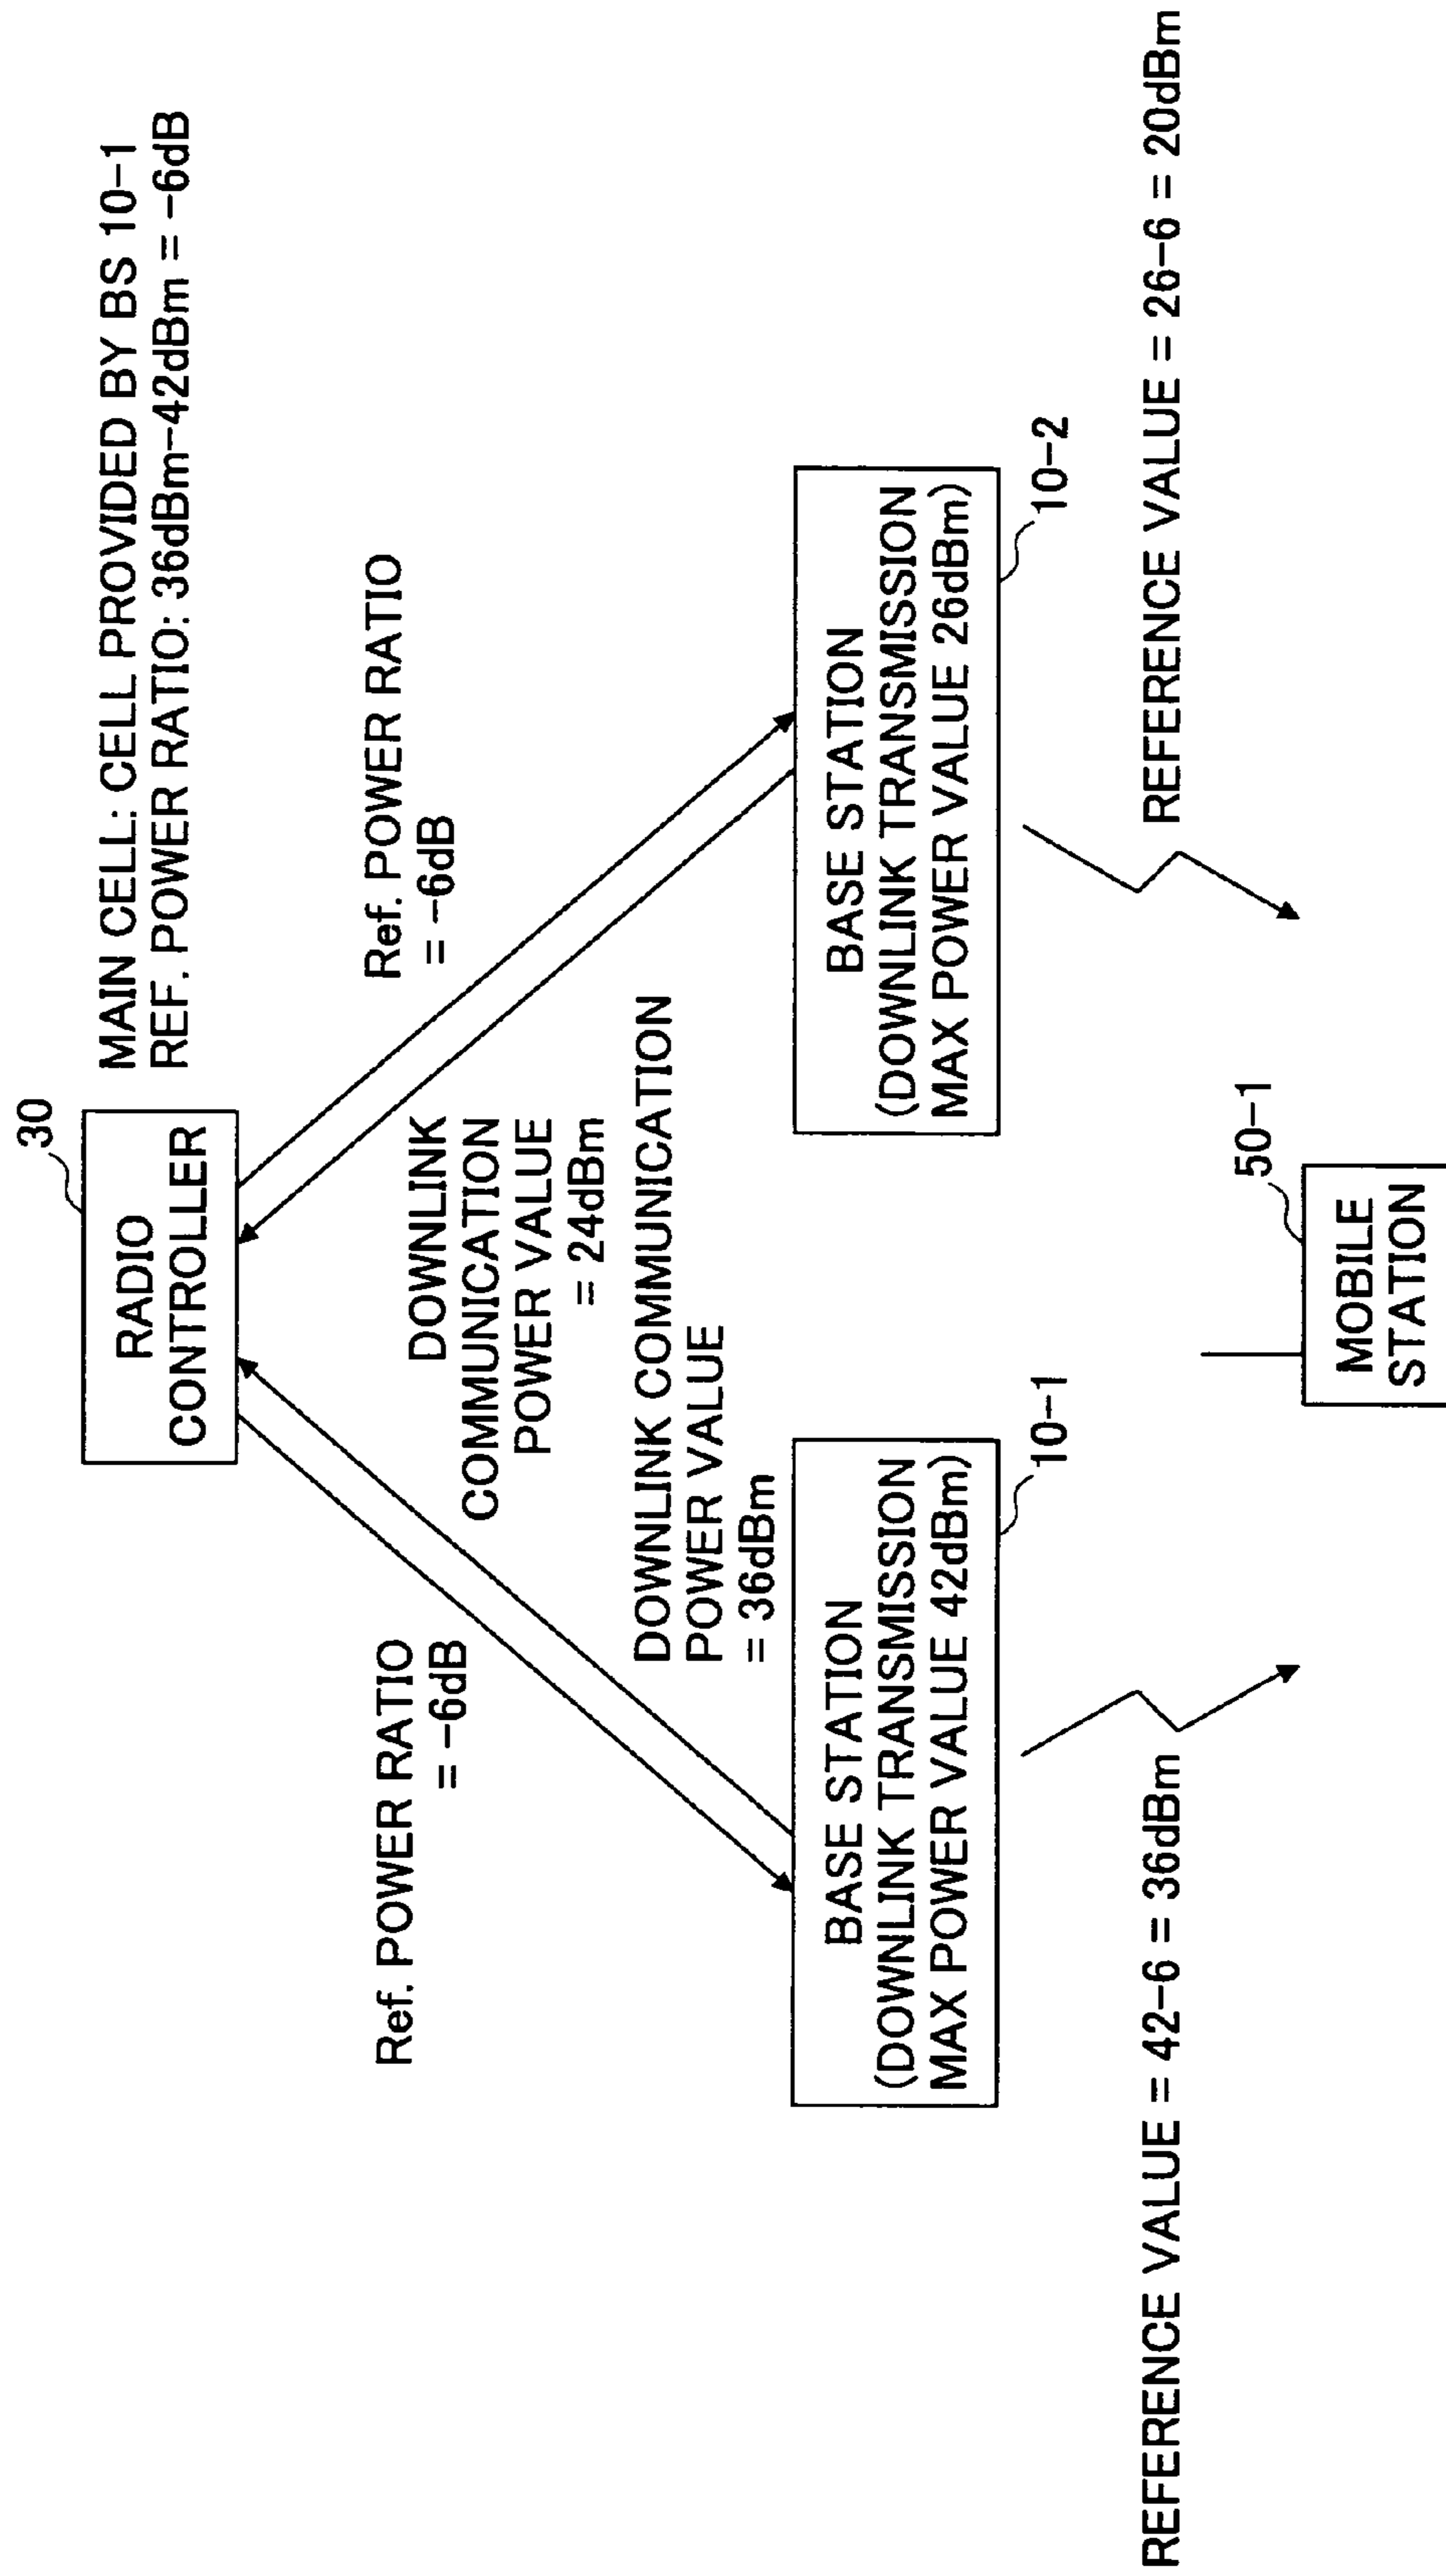 30
RADIO
CONTROLLER
MAIN CELL: CELL PROVIDED BY BS 10-1
REF. POWER RATIO: 36dBm-42dBm = -6dB
Ref. POWER RATIO
= -6dB
Ref. POWER RATIO
= -6dB
DOWNLINK
COMMUNICATION
POWER VALUE
= 24dBm
DOWNLINK COMMUNICATION
POWER VALUE
= 36dBm
BASE STATION
(DOWNLINK TRANSMISSION
MAX POWER VALUE 42dBm)
10-1
BASE STATION
(DOWNLINK TRANSMISSION
MAX POWER VALUE 26dBm)
10-2
REFERENCE VALUE = 42-6 = 36dBm
REFERENCE VALUE = 26-6 = 20dBm
50-1
MOBILE
STATION